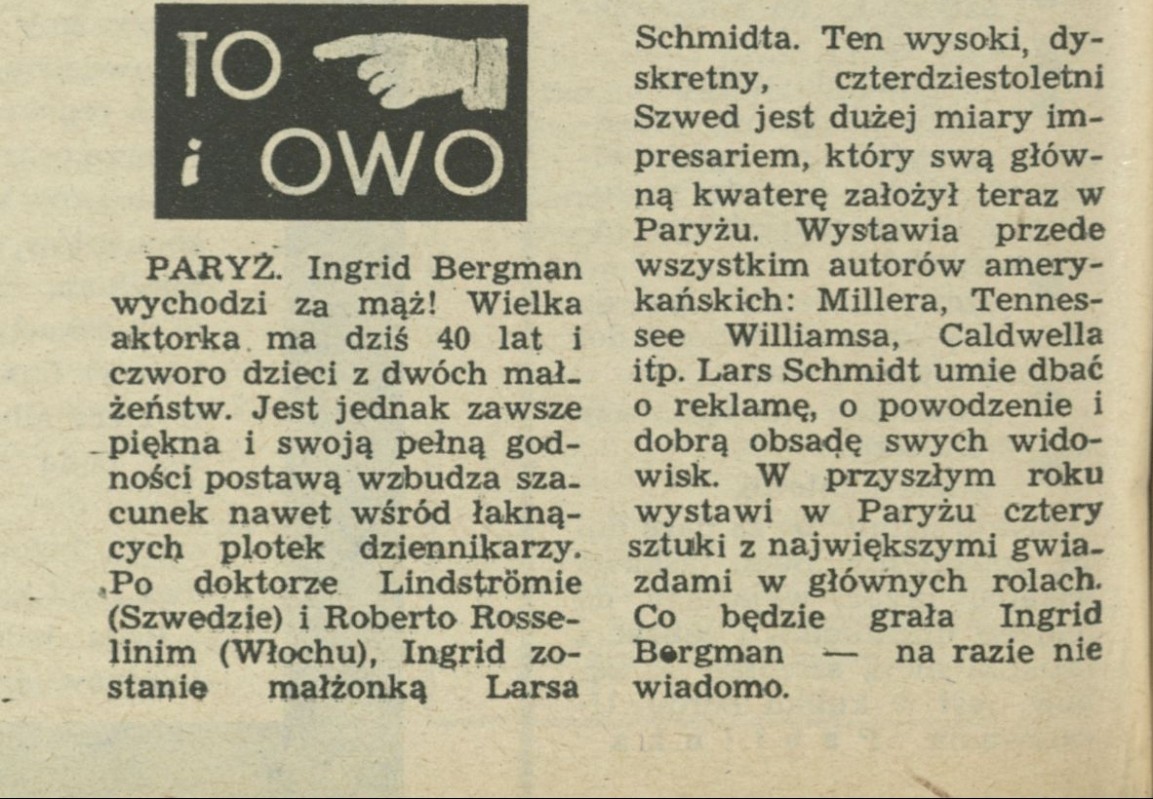 TO
i OWO
PARYŻ. Ingrid Bergman
wychodzi za mąż! Wielka
aktorka ma dziś 40 lat i
czworo dzieci z dwóch mał-
żeństw. Jest jednak zawsze
piękna i swoją pełną god-
ności postawą wzbudza sza-
cunek nawet wśród łakną-
cych plotek dziennikarzy.
Po doktorze Lindströmie
(Szwedzie) i Roberto Rosse-
linim (Włochu), Ingrid zo-
stanie małżonką Larsa
Schmidta. Ten wysoki, dy-
skretny, czterdziestoletni
Szwed jest dużej miary im-
presariem, który swą głów-
ną kwaterę założył teraz w
Paryżu. Wystawia przede
wszystkim autorów amery-
kańskich: Millera, Tennes-
see Williamsa, Caldwella
itp. Lars Schmidt umie dbać
o reklamę, o powodzenie i
dobrą obsadę swych wido-
wisk. W przyszłym roku
wystawi w Paryżu cztery
sztuki z największymi gwia-
zdami w głównych rolach.
Co będzie grała Ingrid
Bergman — na razie nie
wiadomo.